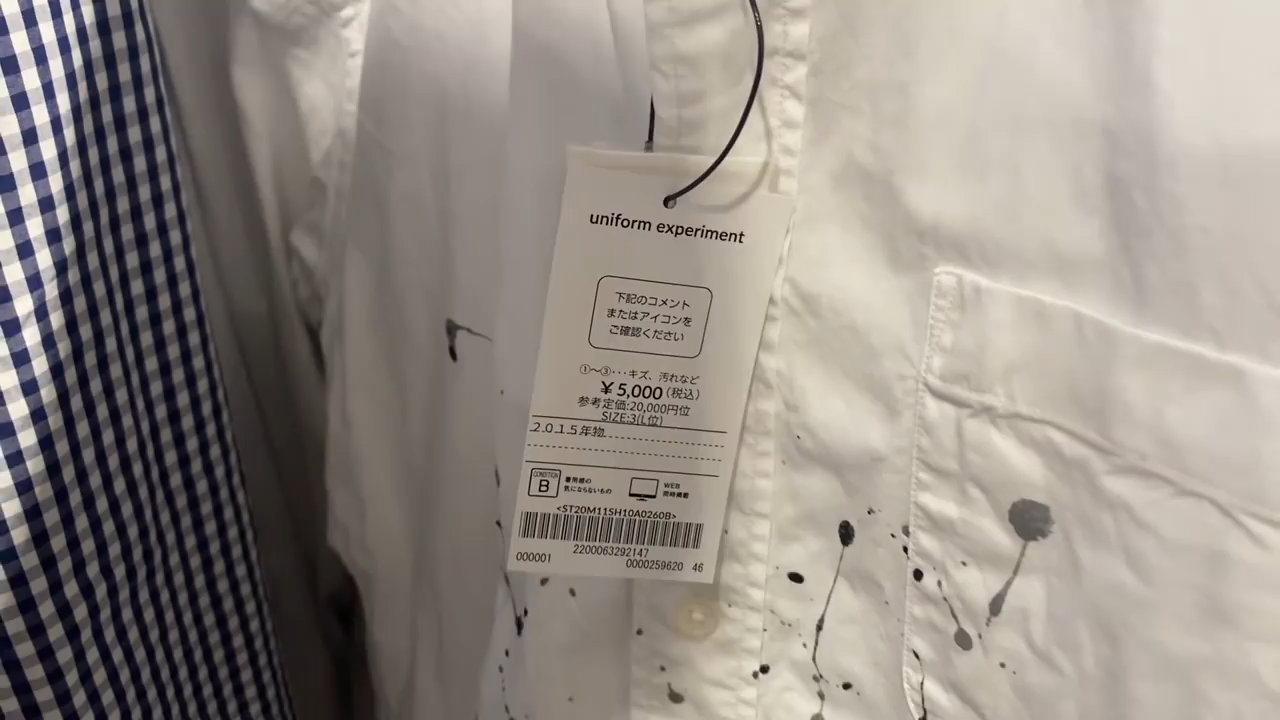 uniform experiment
下記のコメント
またはアイコンを
ご確認ください
①〜③･･･キズ、汚れなど
￥5,000(税込)
参考定価:20,000円位
SIZE:3(L位)
2015年物
CONDITION
B
着用感の
気にならないもの
WEB
同時掲載
<ST20M11SH10A0260B>
2200063292147
000001
0000259620 46